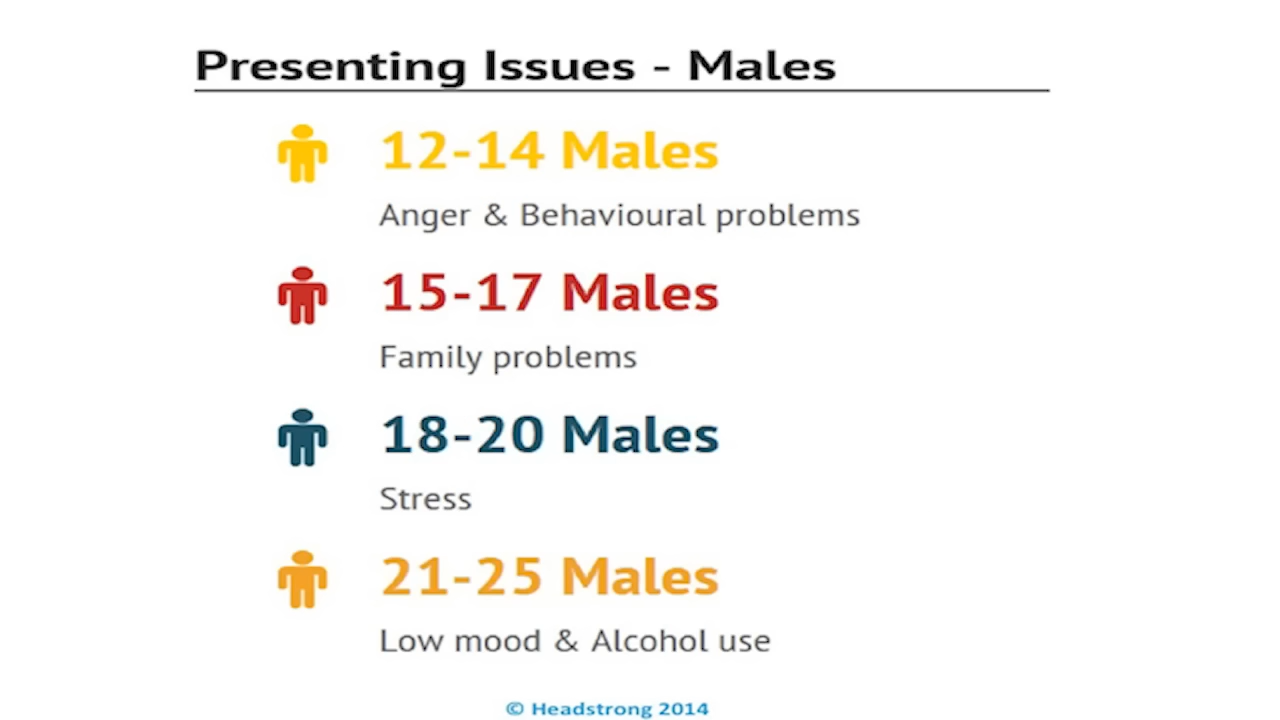 Presenting Issues - Males
12-14 Males
Anger & Behavioural problems
15-17 Males
Family problems
18-20 Males
Stress
21-25 Males
Low mood & Alcohol use
© Headstrong 2014